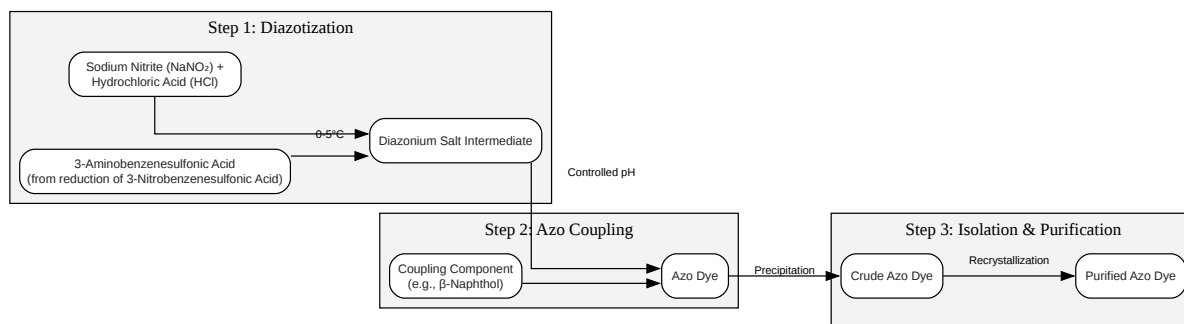 Step 1: Diazotization
Sodium Nitrite (NaNO₂) +
Hydrochloric Acid (HCl)
0-5°C
Diazonium Salt Intermediate
3-Aminobenzenesulfonic Acid
(from reduction of 3-Nitrobenzenesulfonic Acid)
Controlled pH
Step 2: Azo Coupling
Coupling Component
(e.g., β-Naphthol)
Azo Dye
Precipitation
Step 3: Isolation & Purification
Crude Azo Dye
Recrystallization
Purified Azo Dye